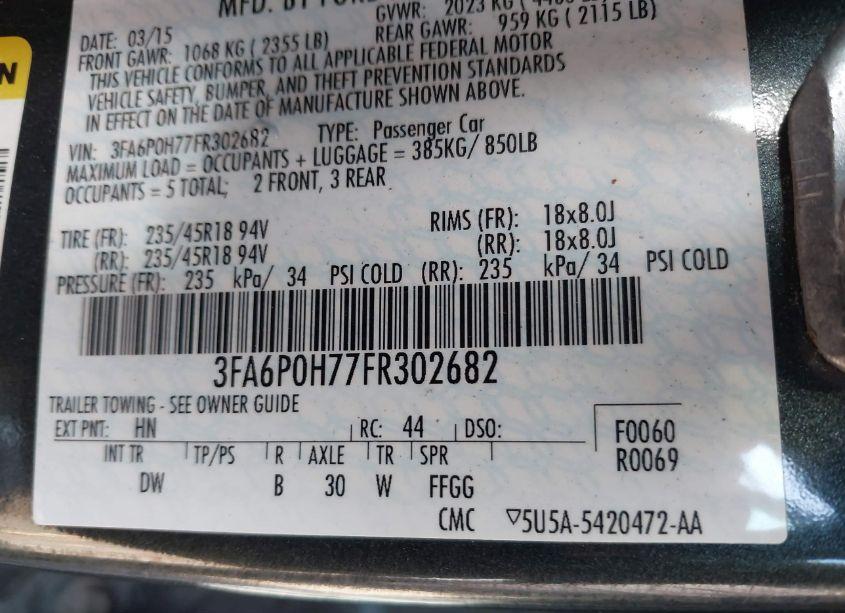 MFD. BY FORD
GVWR: 2023 KG
DATE: 03/15
REAR GAWR: 959 KG ( 2115 LB)
FRONT GAWR: 1068 KG ( 2355 LB)
THIS VEHICLE CONFORMS TO ALL APPLICABLE FEDERAL MOTOR
VEHICLE SAFETY, BUMPER, AND THEFT PREVENTION STANDARDS
IN EFFECT ON THE DATE OF MANUFACTURE SHOWN ABOVE.
VIN: 3FA6P0H77FR302682 TYPE: Passenger Car
MAXIMUM LOAD = OCCUPANTS + LUGGAGE = 385KG/ 850LB
OCCUPANTS = 5 TOTAL; 2 FRONT, 3 REAR
TIRE (FR): 235/45R18 94V RIMS (FR): 18x8.0J
(RR): 235/45R18 94V (RR): 18x8.0J
PRESSURE (FR): 235 kPa/ 34 PSI COLD (RR): 235 kPa/ 34 PSI COLD
3FA6P0H77FR302682
TRAILER TOWING - SEE OWNER GUIDE
EXT PNT: HN RC: 44 DSO: F0060
INT TR TP/PS R AXLE TR SPR R0069
DW B 30 W FFGG
CMC ▽5U5A-5420472-AA